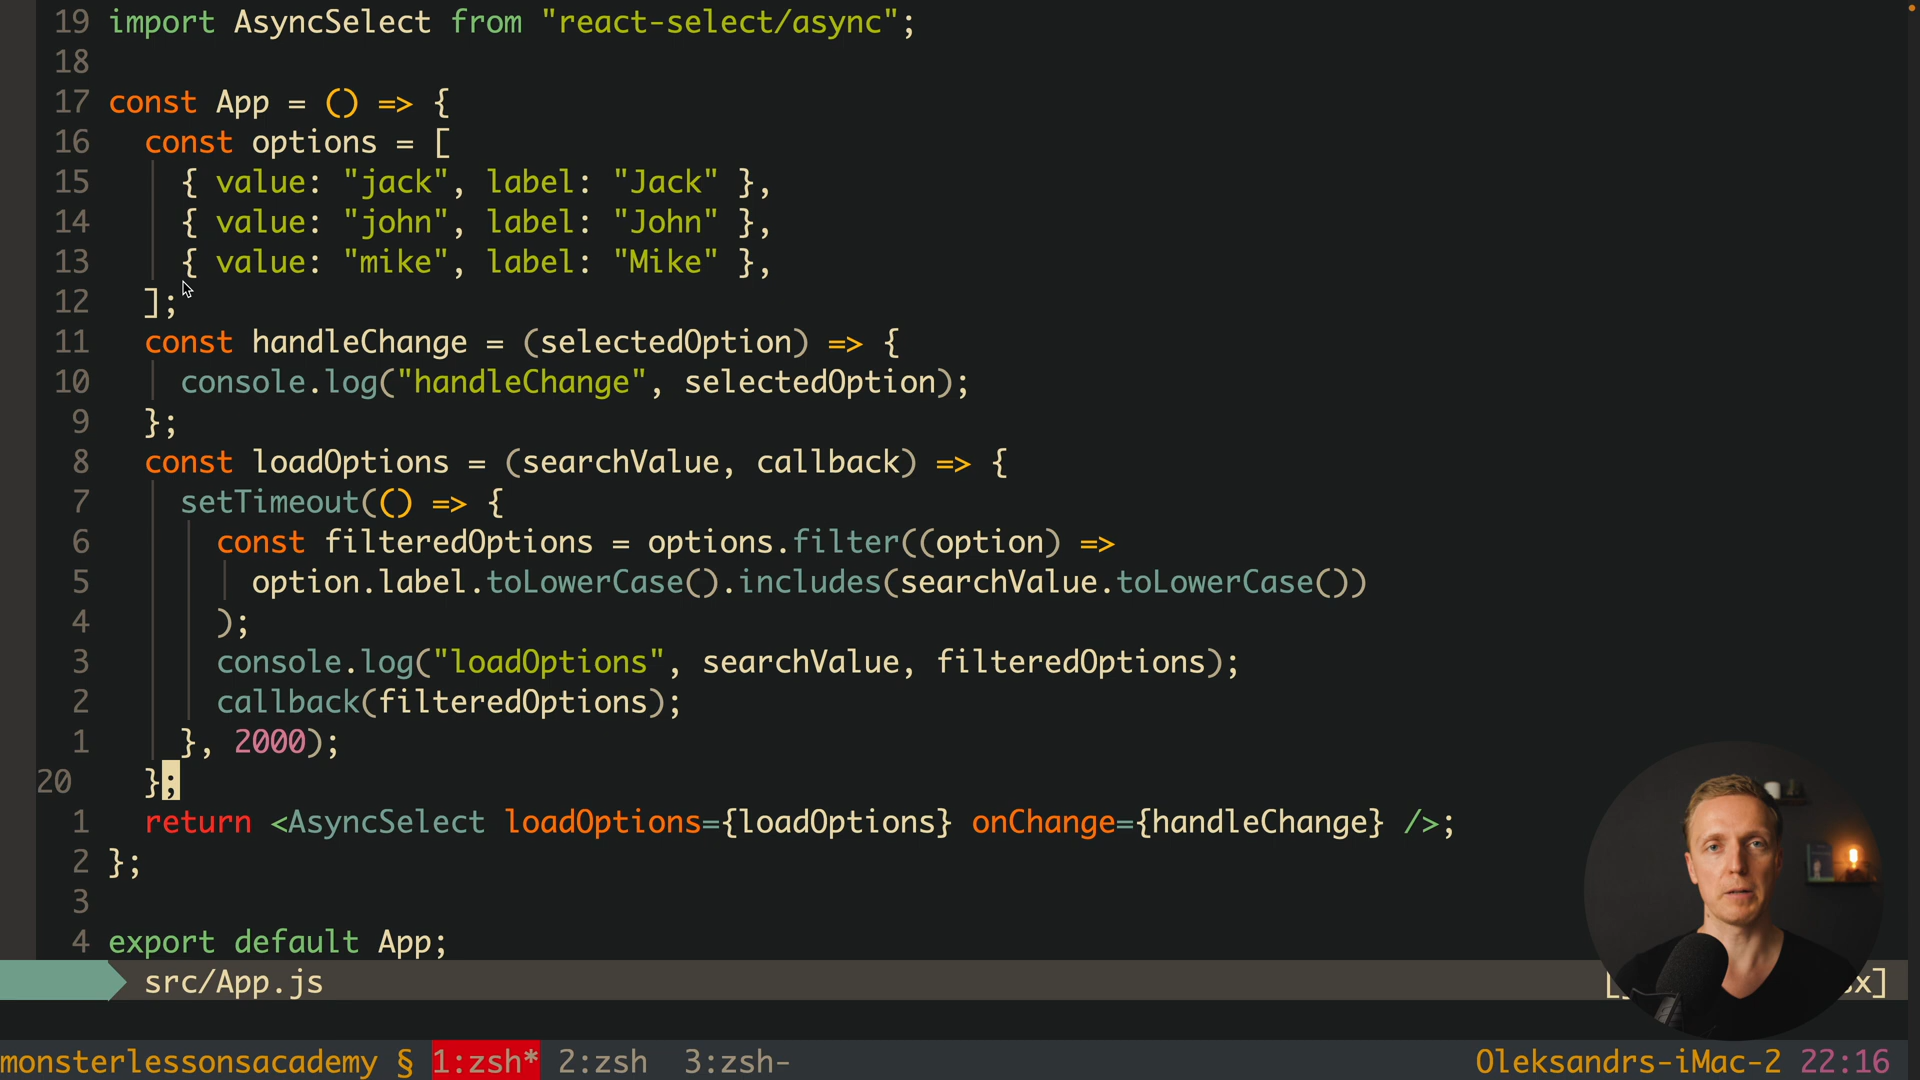 19 import AsyncSelect from "react-select/async";
18
17 const App = () => {
16 const options = [
15 { value: "jack", label: "Jack" },
14 { value: "john", label: "John" },
13 { value: "mike", label: "Mike" },
12 ];
11 const handleChange = (selectedOption) => {
10 console.log("handleChange", selectedOption);
9 };
8 const loadOptions = (searchValue, callback) => {
7 setTimeout(() => {
6 const filteredOptions = options.filter((option) =>
5 option.label.toLowerCase().includes(searchValue.toLowerCase())
4 );
3 console.log("loadOptions", searchValue, filteredOptions);
2 callback(filteredOptions);
1 }, 2000);
20 };
1 return <AsyncSelect loadOptions={loadOptions} onChange={handleChange} />;
2 };
3
4 export default App;
src/App.js
monsterlessonsacademy § 1:zsh* 2:zsh 3:zsh- Oleksandrs-iMac-2 22:16